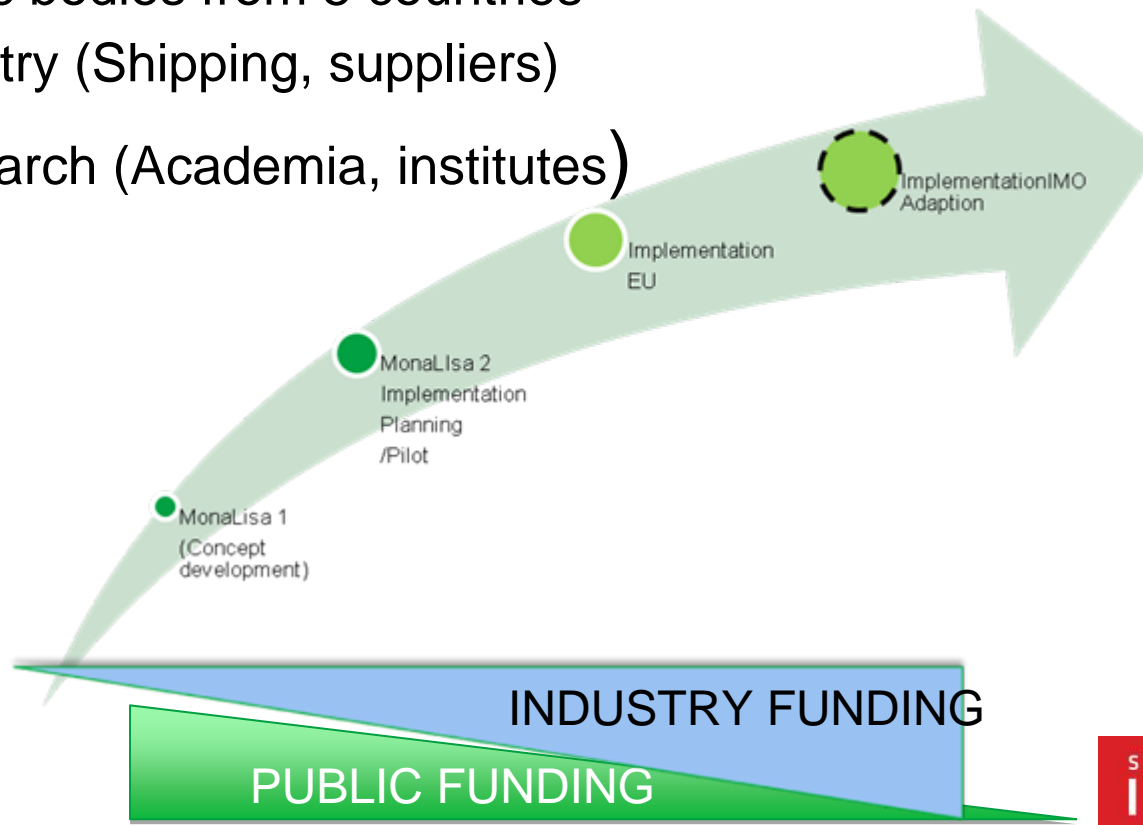 try (Shipping, suppliers)
arch (Academia, institutes)
ImplementationIMO
Adaption
Implementation
EU
MonaLIsa 2
Implementation
Planning
/Pilot
MonaLisa 1
(Concept
development)
INDUSTRY FUNDING
PUBLIC FUNDING
S
I